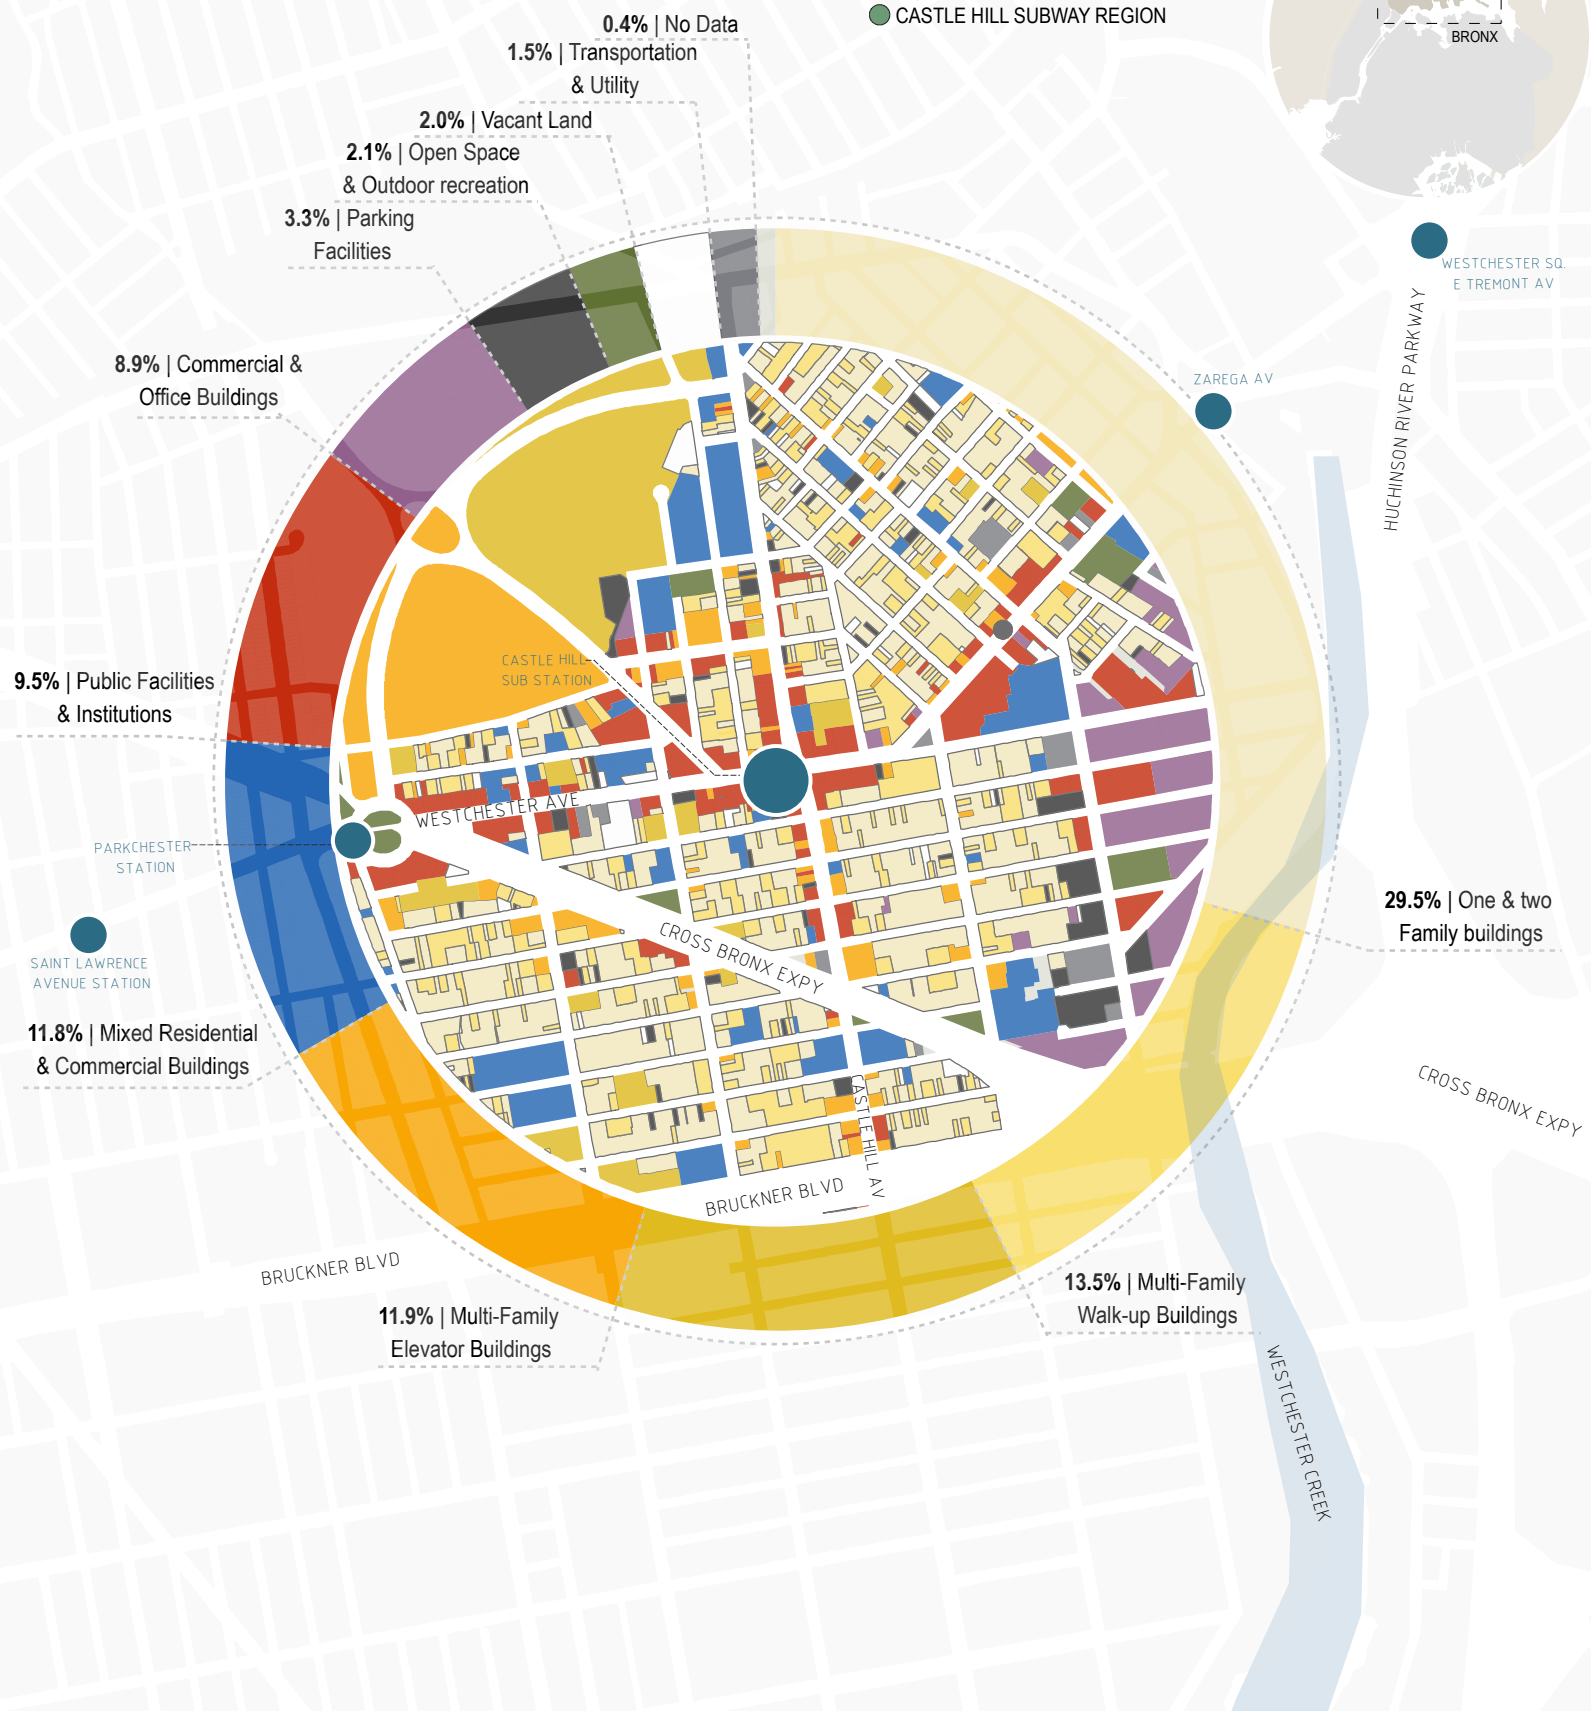 0.4% | No Data
CASTLE HILL SUBWAY REGION
BRONX
1.5% | Transportation
& Utility
2.0% | Vacant Land
2.1% | Open Space
& Outdoor recreation
3.3% | Parking
Facilities
WESTCHESTER SQ.
E TREMONT AV
HUCHINSON RIVER PARKWAY
8.9% | Commercial &
Office Buildings
ZAREGA AV
CASTLE HILL
SUB STATION
9.5% | Public Facilities
& Institutions
WESTCHESTER AVE
PARKCHESTER
STATION
29.5% | One & two
Family buildings
CROSS BRONX EXPY
SAINT LAWRENCE
AVENUE STATION
11.8% | Mixed Residential
& Commercial Buildings
CROSS BRONX EXPY
CASTLE HILL AV
BRUCKNER BLVD
BRUCKNER BLVD
13.5% | Multi-Family
Walk-up Buildings
11.9% | Multi-Family
Elevator Buildings
WESTCHESTER CREEK